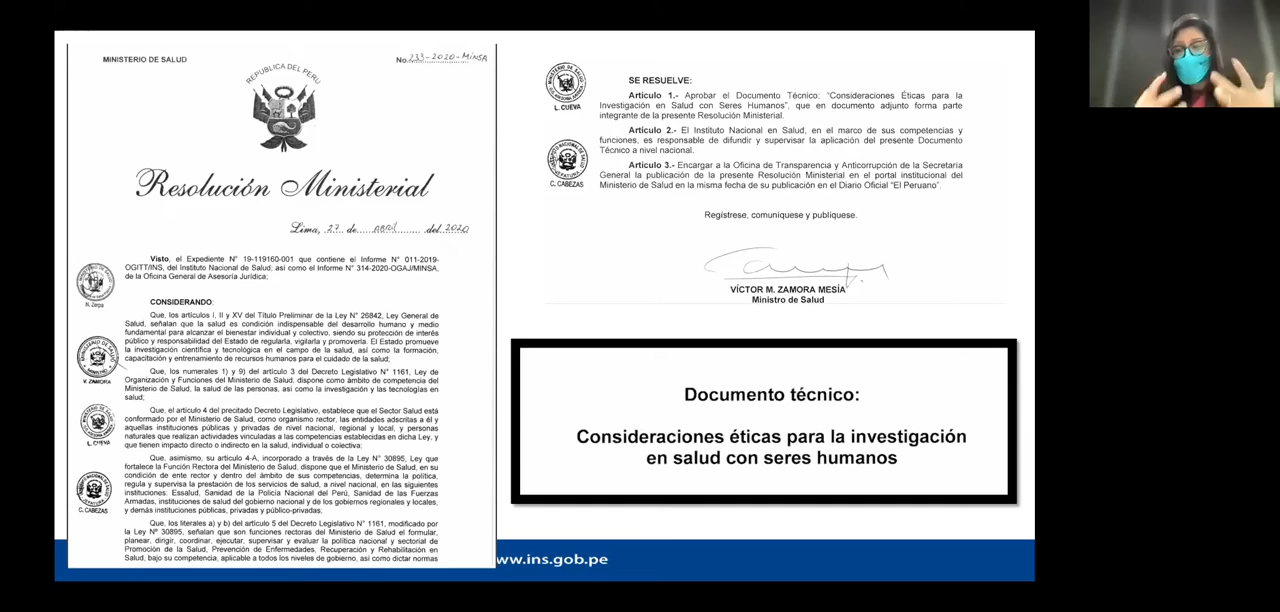 MINISTERIO DE SALUD
No.233-2020-MINSA
REPUBLICA DEL PERU
Resolución Ministerial
Lima, 27 de ABRIL del 2020
Visto, el Expediente N° 19-119160-001 que contiene el Informe N° 011-2019-
OGITT/INS, del Instituto Nacional de Salud; así como el Informe N° 314-2020-OGAJ/MINSA,
de la Oficina General de Asesoría Jurídica;
N. Zerpa
CONSIDERANDO:
Que, los artículos I, II y XV del Título Preliminar de la Ley N° 26842, Ley General
de Salud, señalan que la salud es condición indispensable del desarrollo humano y medio
fundamental para alcanzar el bienestar individual y colectivo, siendo su protección de interés
público y responsabilidad del Estado de regularla, vigilarla y promoverla. El Estado promueve
la investigación científica y tecnológica en el campo de la salud, así como la formación,
capacitación y entrenamiento de recursos humanos para el cuidado de la salud;
V. ZAMORA
Que, los numerales 1) y 9) del artículo 3 del Decreto Legislativo N° 1161, Ley de
Organización y Funciones del Ministerio de Salud, dispone como ámbito de competencia del
Ministerio de Salud, la salud de las personas, así como la investigación y las tecnologías en
salud;
Que, el artículo 4 del precitado Decreto Legislativo, establece que el Sector Salud está
conformado por el Ministerio de Salud, como organismo rector, las entidades adscritas a él y
aquellas instituciones públicas y privadas de nivel nacional, regional y local, y personas
naturales que realizan actividades vinculadas a las competencias establecidas en dicha Ley, y
que tienen impacto directo o indirecto en la salud, individual o colectiva;
L. CUEVA
Que, asimismo, su artículo 4-A, incorporado a través de la Ley N° 30895, Ley que
fortalece la Función Rectora del Ministerio de Salud, dispone que el Ministerio de Salud, en su
condición de ente rector y dentro del ámbito de sus competencias, determina la política,
regula y supervisa la prestación de los servicios de salud, a nivel nacional, en las siguientes
instituciones: Essalud, Sanidad de la Policía Nacional del Perú, Sanidad de las Fuerzas
Armadas, instituciones de salud del gobierno nacional y de los gobiernos regionales y locales,
y demás instituciones públicas, privadas y público-privadas;
C. CABEZAS
Que, los literales a) y b) del artículo 5 del Decreto Legislativo N° 1161, modificado por
la Ley Nº 30895, señalan que son funciones rectoras del Ministerio de Salud el formular,
planear, dirigir, coordinar, ejecutar, supervisar y evaluar la política nacional y sectorial de
Promoción de la Salud, Prevención de Enfermedades, Recuperación y Rehabilitación en
Salud, bajo su competencia, aplicable a todos los niveles de gobierno, así como dictar normas
SE RESUELVE:
Artículo 1.- Aprobar el Documento Técnico: "Consideraciones Éticas para la
Investigación en Salud con Seres Humanos", que en documento adjunto forma parte
integrante de la presente Resolución Ministerial.
L. CUEVA
Artículo 2.- El Instituto Nacional en Salud, en el marco de sus competencias y
funciones, es responsable de difundir y supervisar la aplicación del presente Documento
Técnico a nivel nacional.
Artículo 3.- Encargar a la Oficina de Transparencia y Anticorrupción de la Secretaría
General la publicación de la presente Resolución Ministerial en el portal institucional del
Ministerio de Salud en la misma fecha de su publicación en el Diario Oficial "El Peruano".
C. CABEZAS
Regístrese, comuníquese y publíquese.
VÍCTOR M. ZAMORA MESÍA
Ministro de Salud
Documento técnico:
Consideraciones éticas para la investigación
en salud con seres humanos
ww.ins.gob.pe